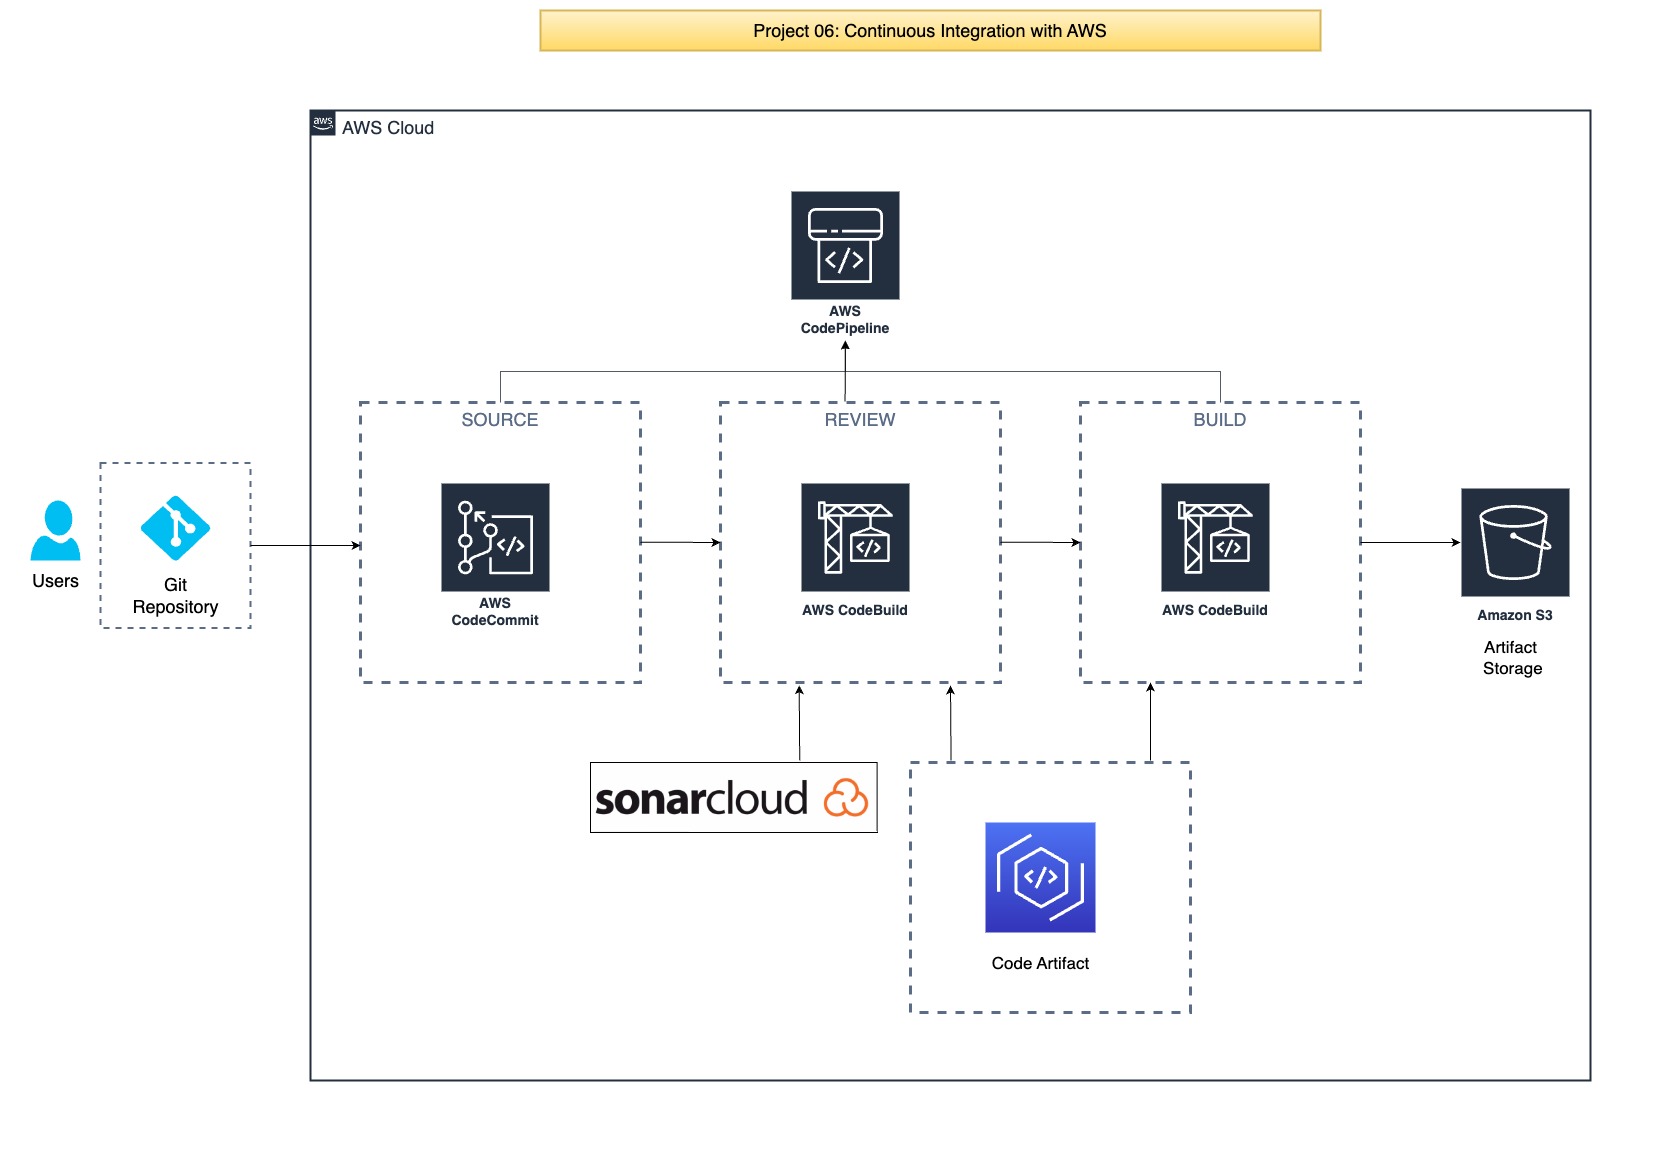 Project 06: Continuous Integration with AWS
aws
AWS Cloud
</>
AWS
CodePipeline
SOURCE
REVIEW
BUILD
</>
</>
</>
Users
Git
Repository
AWS
CodeCommit
AWS CodeBuild
AWS CodeBuild
Amazon S3
Artifact
Storage
sonarcloud
</>
Code Artifact